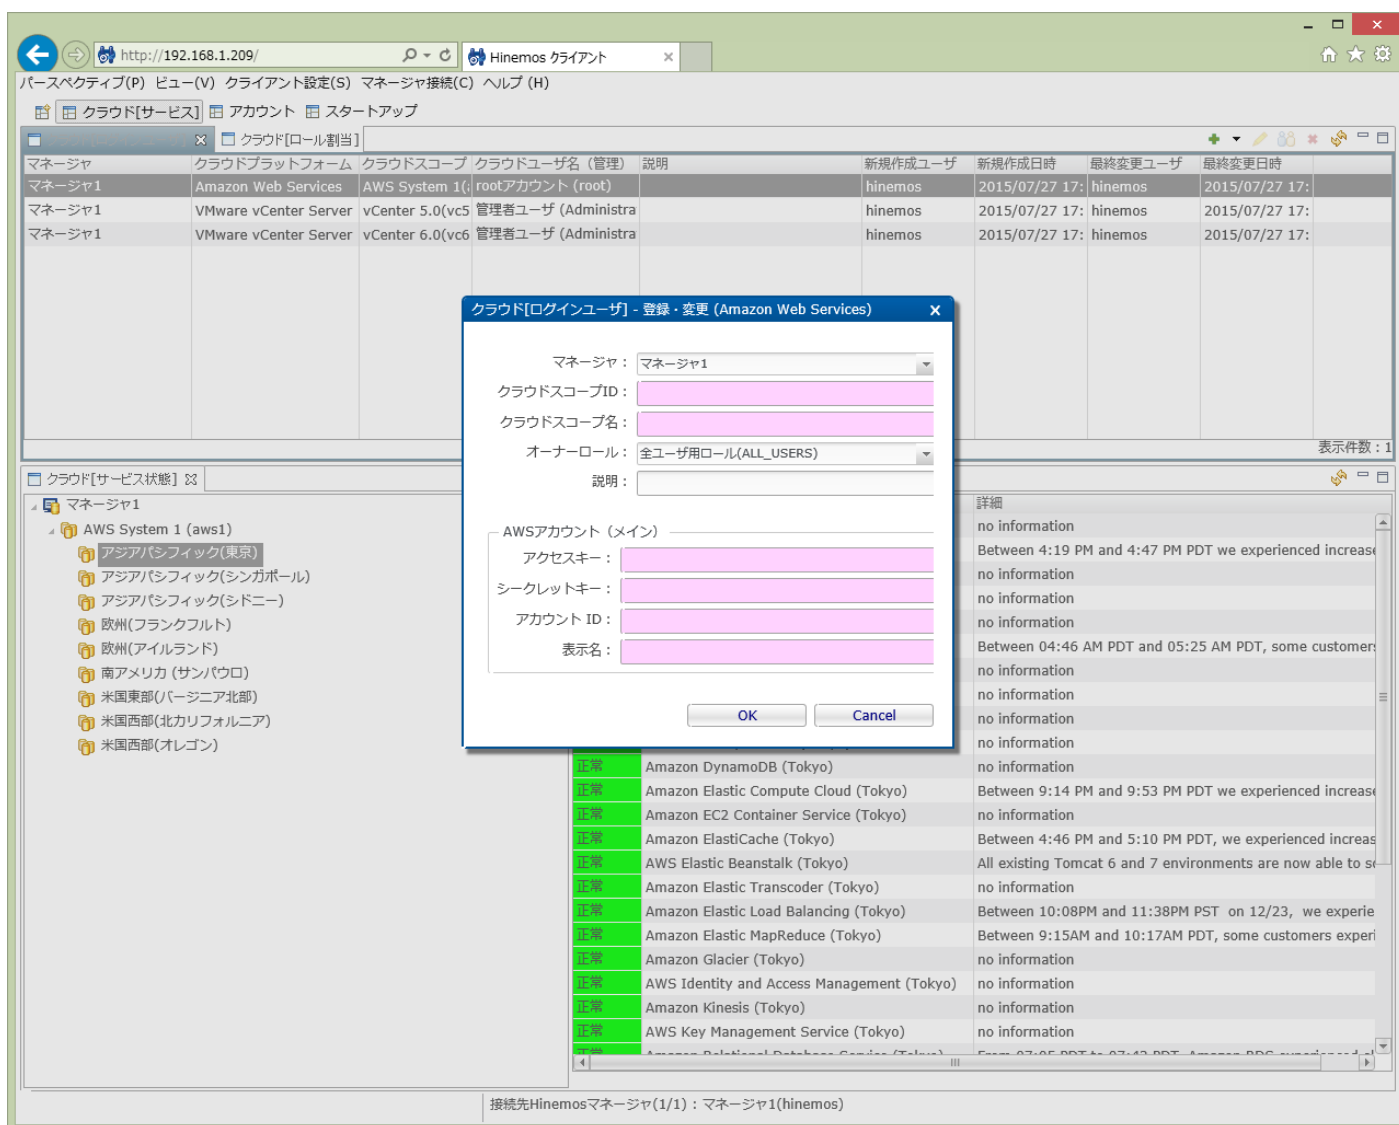 http://192.168.1.209/
Hinemos クライアント
パースペクティブ(P) ビュー(V) クライアント設定(S) マネージャ接続(C) ヘルプ (H)
クラウド[サービス] アカウント スタートアップ
クラウド[ロール割当]
マネージャ クラウドプラットフォーム クラウドスコープ クラウドユーザ名（管理） 説明 新規作成ユーザ 新規作成日時 最終変更ユーザ 最終変更日時
マネージャ1 Amazon Web Services AWS System 1(a rootアカウント (root) hinemos 2015/07/27 17: hinemos 2015/07/27 17:
マネージャ1 VMware vCenter Server vCenter 5.0(vc5 管理者ユーザ (Administra hinemos 2015/07/27 17: hinemos 2015/07/27 17:
マネージャ1 VMware vCenter Server vCenter 6.0(vc6 管理者ユーザ (Administra hinemos 2015/07/27 17: hinemos 2015/07/27 17:
表示件数 : 1
クラウド[ログインユーザ] - 登録・変更 (Amazon Web Services)
マネージャ : マネージャ1
クラウドスコープID :
クラウドスコープ名 :
オーナーロール : 全ユーザ用ロール(ALL_USERS)
説明 :
AWSアカウント（メイン）
アクセスキー :
シークレットキー :
アカウント ID :
表示名 :
OK Cancel
クラウド[サービス状態]
マネージャ1
AWS System 1 (aws1)
アジアパシフィック(東京)
アジアパシフィック(シンガポール)
アジアパシフィック(シドニー)
欧州(フランクフルト)
欧州(アイルランド)
南アメリカ (サンパウロ)
米国東部(バージニア北部)
米国西部(北カリフォルニア)
米国西部(オレゴン)
詳細
no information
Between 4:19 PM and 4:47 PM PDT we experienced increase
no information
no information
no information
Between 04:46 AM PDT and 05:25 AM PDT, some customers
no information
no information
no information
no information
正常 Amazon DynamoDB (Tokyo) no information
正常 Amazon Elastic Compute Cloud (Tokyo) Between 9:14 PM and 9:53 PM PDT we experienced increase
正常 Amazon EC2 Container Service (Tokyo) no information
正常 Amazon ElastiCache (Tokyo) Between 4:46 PM and 5:10 PM PDT, we experienced increas
正常 AWS Elastic Beanstalk (Tokyo) All existing Tomcat 6 and 7 environments are now able to
正常 Amazon Elastic Transcoder (Tokyo) no information
正常 Amazon Elastic Load Balancing (Tokyo) Between 10:08PM and 11:38PM PST on 12/23, we experie
正常 Amazon Elastic MapReduce (Tokyo) Between 9:15AM and 10:17AM PDT, some customers experi
正常 Amazon Glacier (Tokyo) no information
正常 AWS Identity and Access Management (Tokyo) no information
正常 Amazon Kinesis (Tokyo) no information
正常 AWS Key Management Service (Tokyo) no information
正常 Amazon Relational Database Service (Tokyo) From 07:05 PDT to 07:42 PDT, Amazon RDS experienced
接続先Hinemosマネージャ(1/1) : マネージャ1(hinemos)